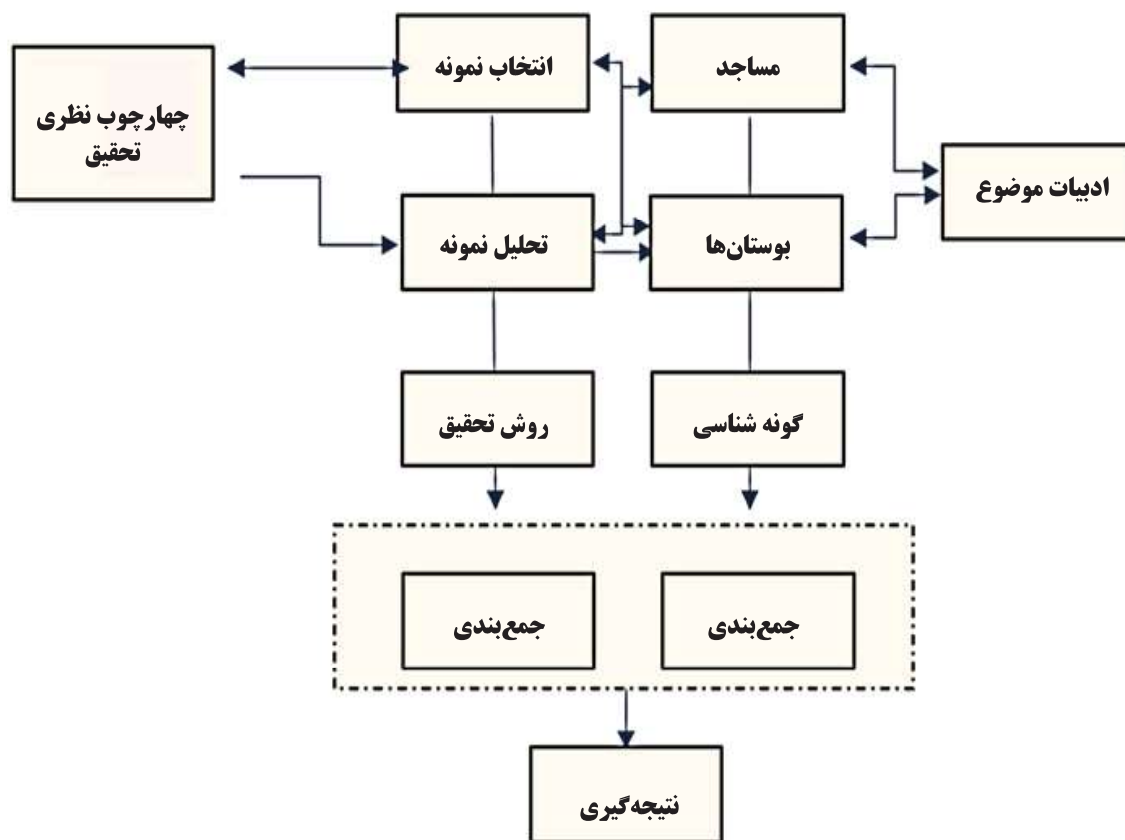 مساجد
انتخاب نمونه
چهارچوب نظری
تحقیق
ادبیات موضوع
بوستان‌ها
تحلیل نمونه
گونه شناسی
روش تحقیق
جمع‌بندی
جمع‌بندی
نتیجه‌گیری